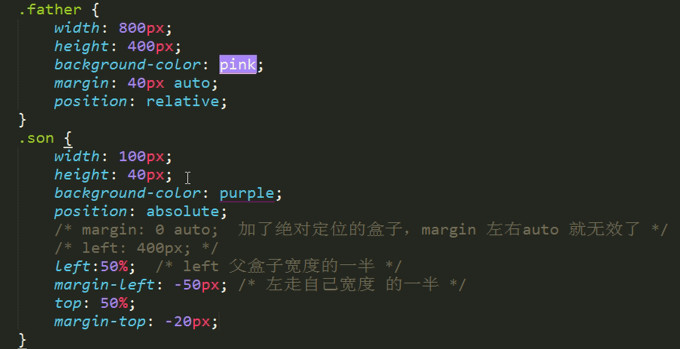 .father {
width: 800px;
height: 400px;
background-color: pink;
margin: 40px auto;
position: relative;
}
.son {
width: 100px;
height: 40px;
background-color: purple;
position: absolute;
/* margin: 0 auto;  加了绝对定位的盒子，margin 左右auto 就无效了 */
/* left: 400px; */
left:50%;  /* left 父盒子宽度的一半 */
margin-left: -50px; /* 左走自己宽度 的一半 */
top: 50%;
margin-top: -20px;
}